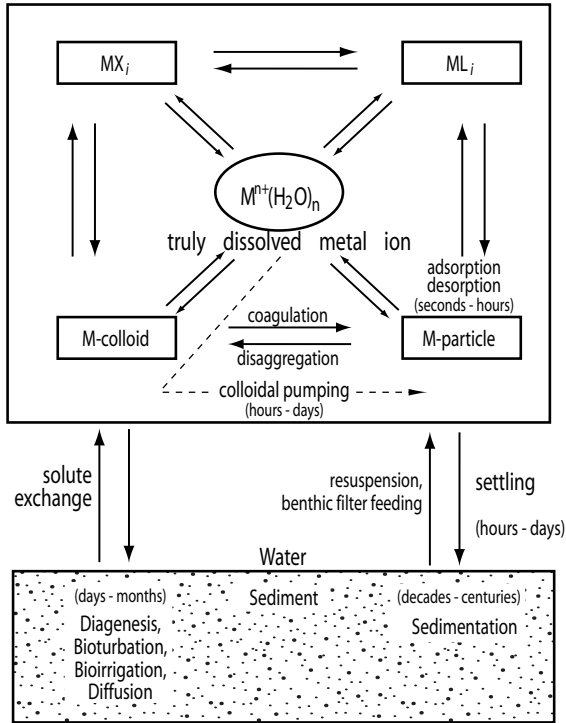 MXi
MLi
Mn+(H2O)n
truly dissolved metal ion
adsorption
desorption
(seconds - hours)
M-colloid
coagulation
disaggregation
M-particle
colloidal pumping
(hours - days)
solute
exchange
resuspension,
benthic filter feeding
settling
(hours - days)
Water
(days - months)
Diagenesis,
Bioturbation,
Bioirrigation,
Diffusion
Sediment
(decades - centuries)
Sedimentation